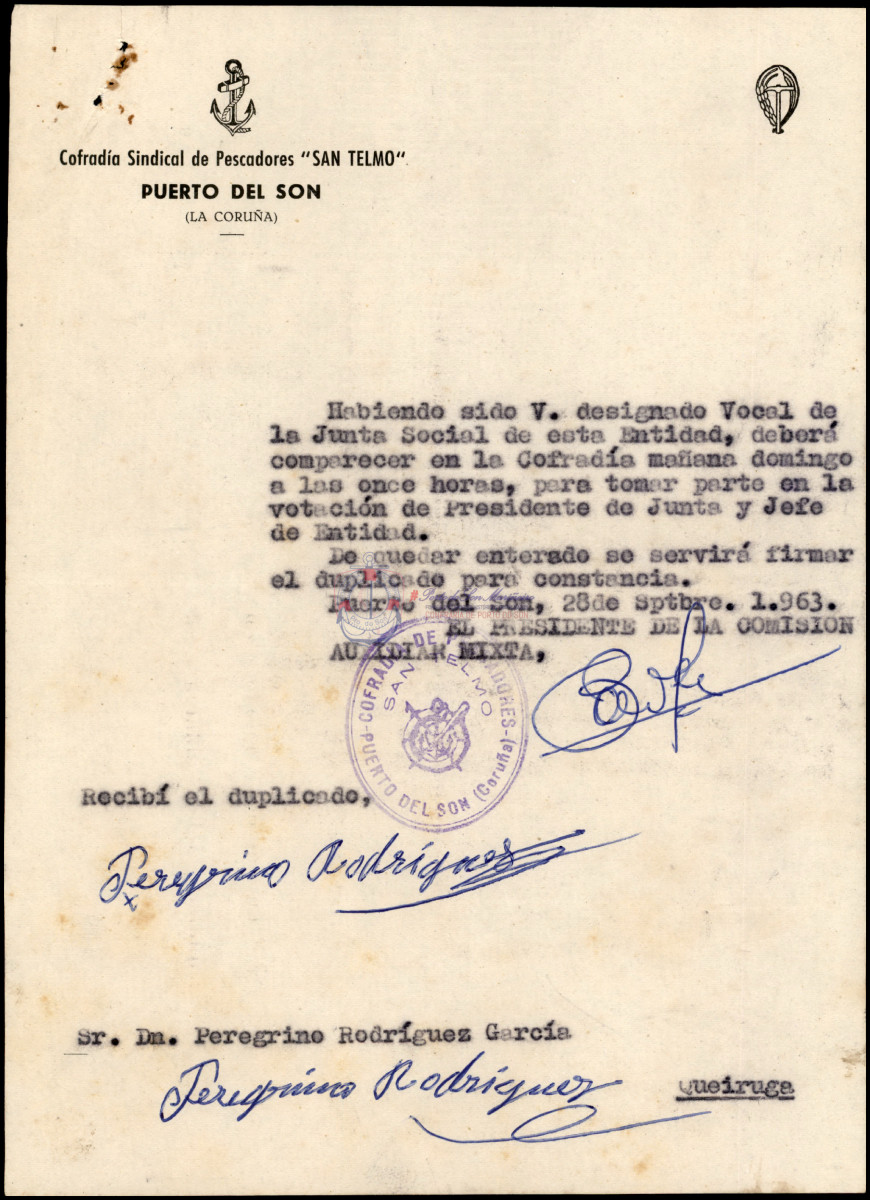 Cofradía Sindical de Pescadores "SAN TELMO"
PUERTO DEL SON
(LA CORUÑA)
Habiendo sido V. designado Vocal de
la Junta Social de esta Entidad, deberá
comparecer en la Cofradía mañana domingo
a las once horas, para tomar parte en la
votación de Presidente de Junta y Jefe
de Entidad.
De quedar enterado se servirá firmar
el duplicado para constancia.
Puerto del Son, 28de Sptbre. 1.963.
EL PRESIDENTE DE LA COMISION
AUXIDIAR MIXTA,
-COFRADIA DE PESCADORES-
SAN TELMO
PUERTO DEL SON (Coruña)
Recibí el duplicado,
Peregrino Rodríguez
Sr. Dn. Peregrino Rodríguez García
Peregrino Rodríguez
Queiruga